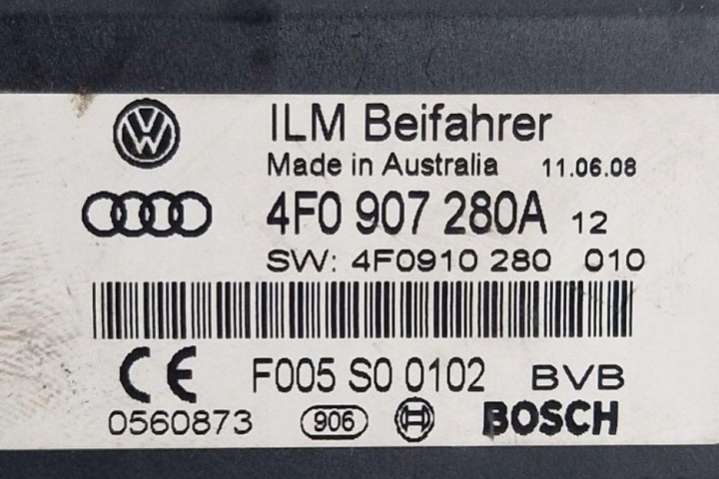 ILM Beifahrer
Made in Australia 11.06.08
4F0 907 280A 12
SW: 4F0910 280 010
CE F005 S0 0102 BVB
0560873 906 BOSCH